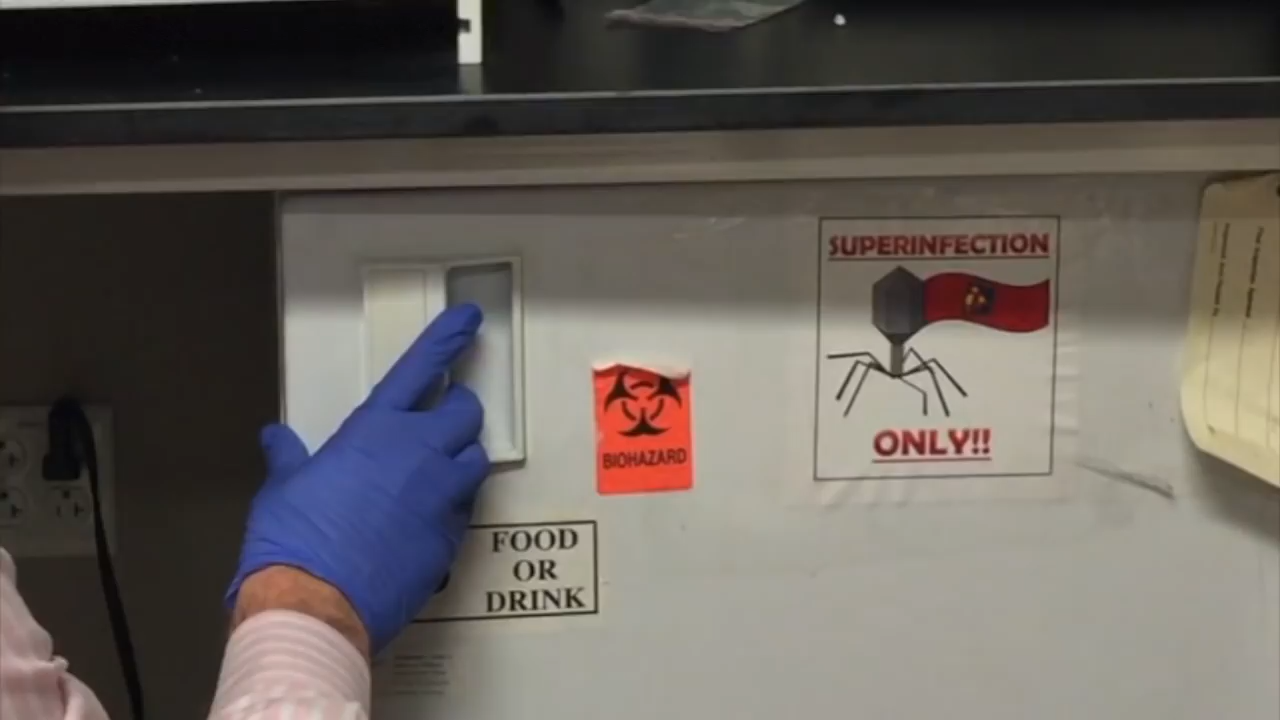 SUPERINFECTION
ONLY!!
BIOHAZARD
FOOD
OR
DRINK